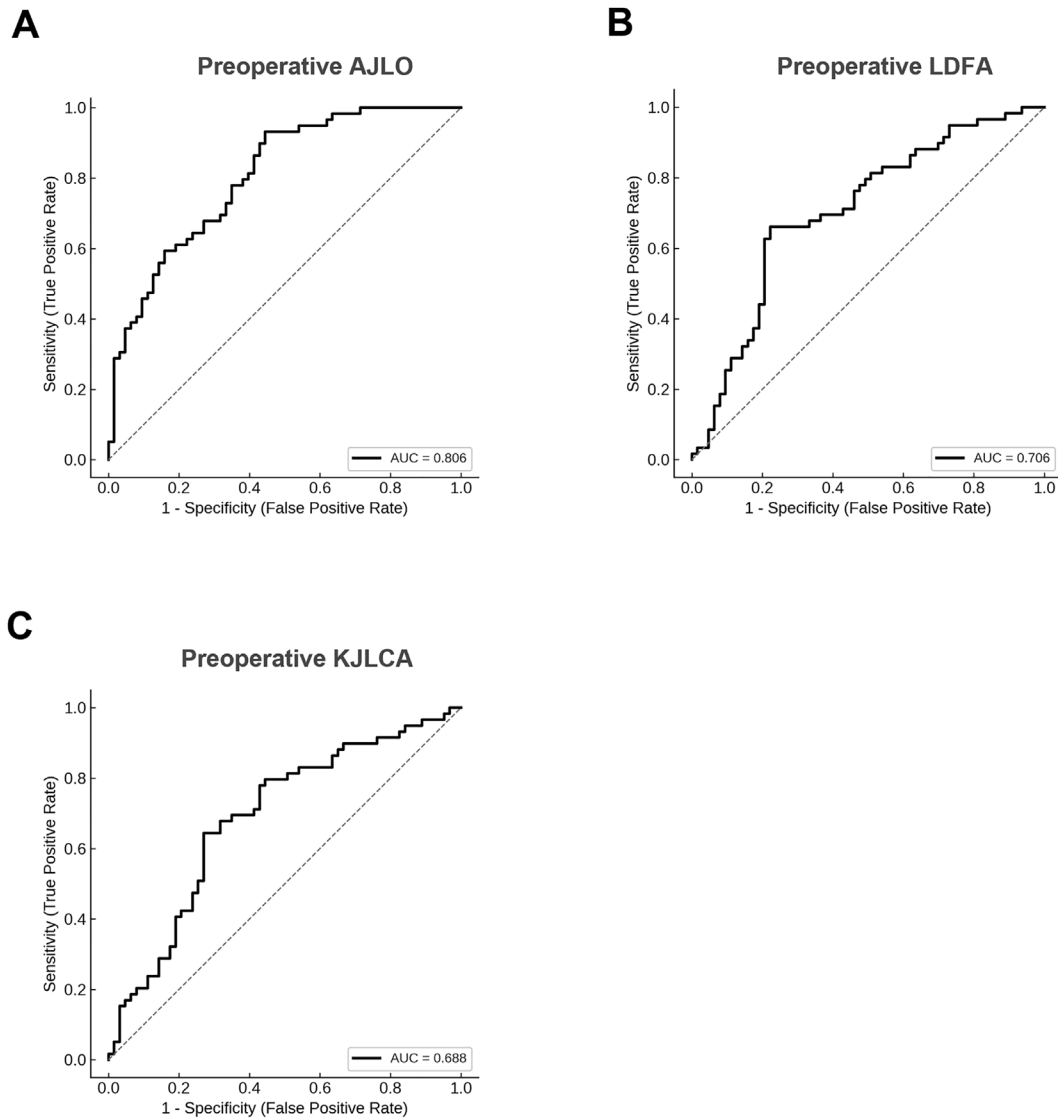 A
Preoperative AJLO
Sensitivity (True Positive Rate)
1.0
0.8
0.6
0.4
0.2
0.0
AUC = 0.806
0.0 0.2 0.4 0.6 0.8 1.0
1 - Specificity (False Positive Rate)
B
Preoperative LDFA
Sensitivity (True Positive Rate)
1.0
0.8
0.6
0.4
0.2
0.0
AUC = 0.706
0.0 0.2 0.4 0.6 0.8 1.0
1 - Specificity (False Positive Rate)
C
Preoperative KJLCA
Sensitivity (True Positive Rate)
1.0
0.8
0.6
0.4
0.2
0.0
AUC = 0.688
0.0 0.2 0.4 0.6 0.8 1.0
1 - Specificity (False Positive Rate)